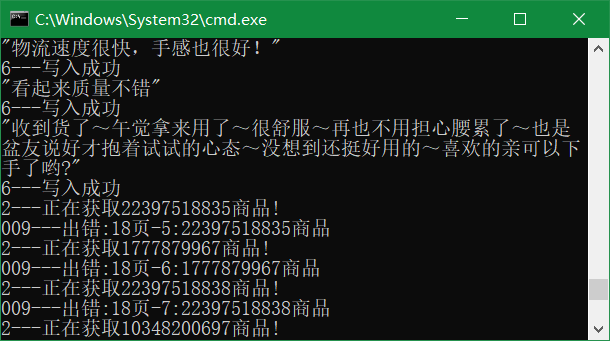 C:\Windows\System32\cmd.exe
"物流速度很快，手感也很好！"
6---写入成功
"看起来质量不错"
6---写入成功
"收到货了～午觉拿来用了～很舒服～再也不用担心腰累了～也是
盆友说好才抱着试试的心态～没想到还挺好用的～喜欢的亲可以下
手了哟?"
6---写入成功
2---正在获取22397518835商品!
009---出错:18页-5:22397518835商品
2---正在获取1777879967商品!
009---出错:18页-6:1777879967商品
2---正在获取22397518838商品!
009---出错:18页-7:22397518838商品
2---正在获取10348200697商品!